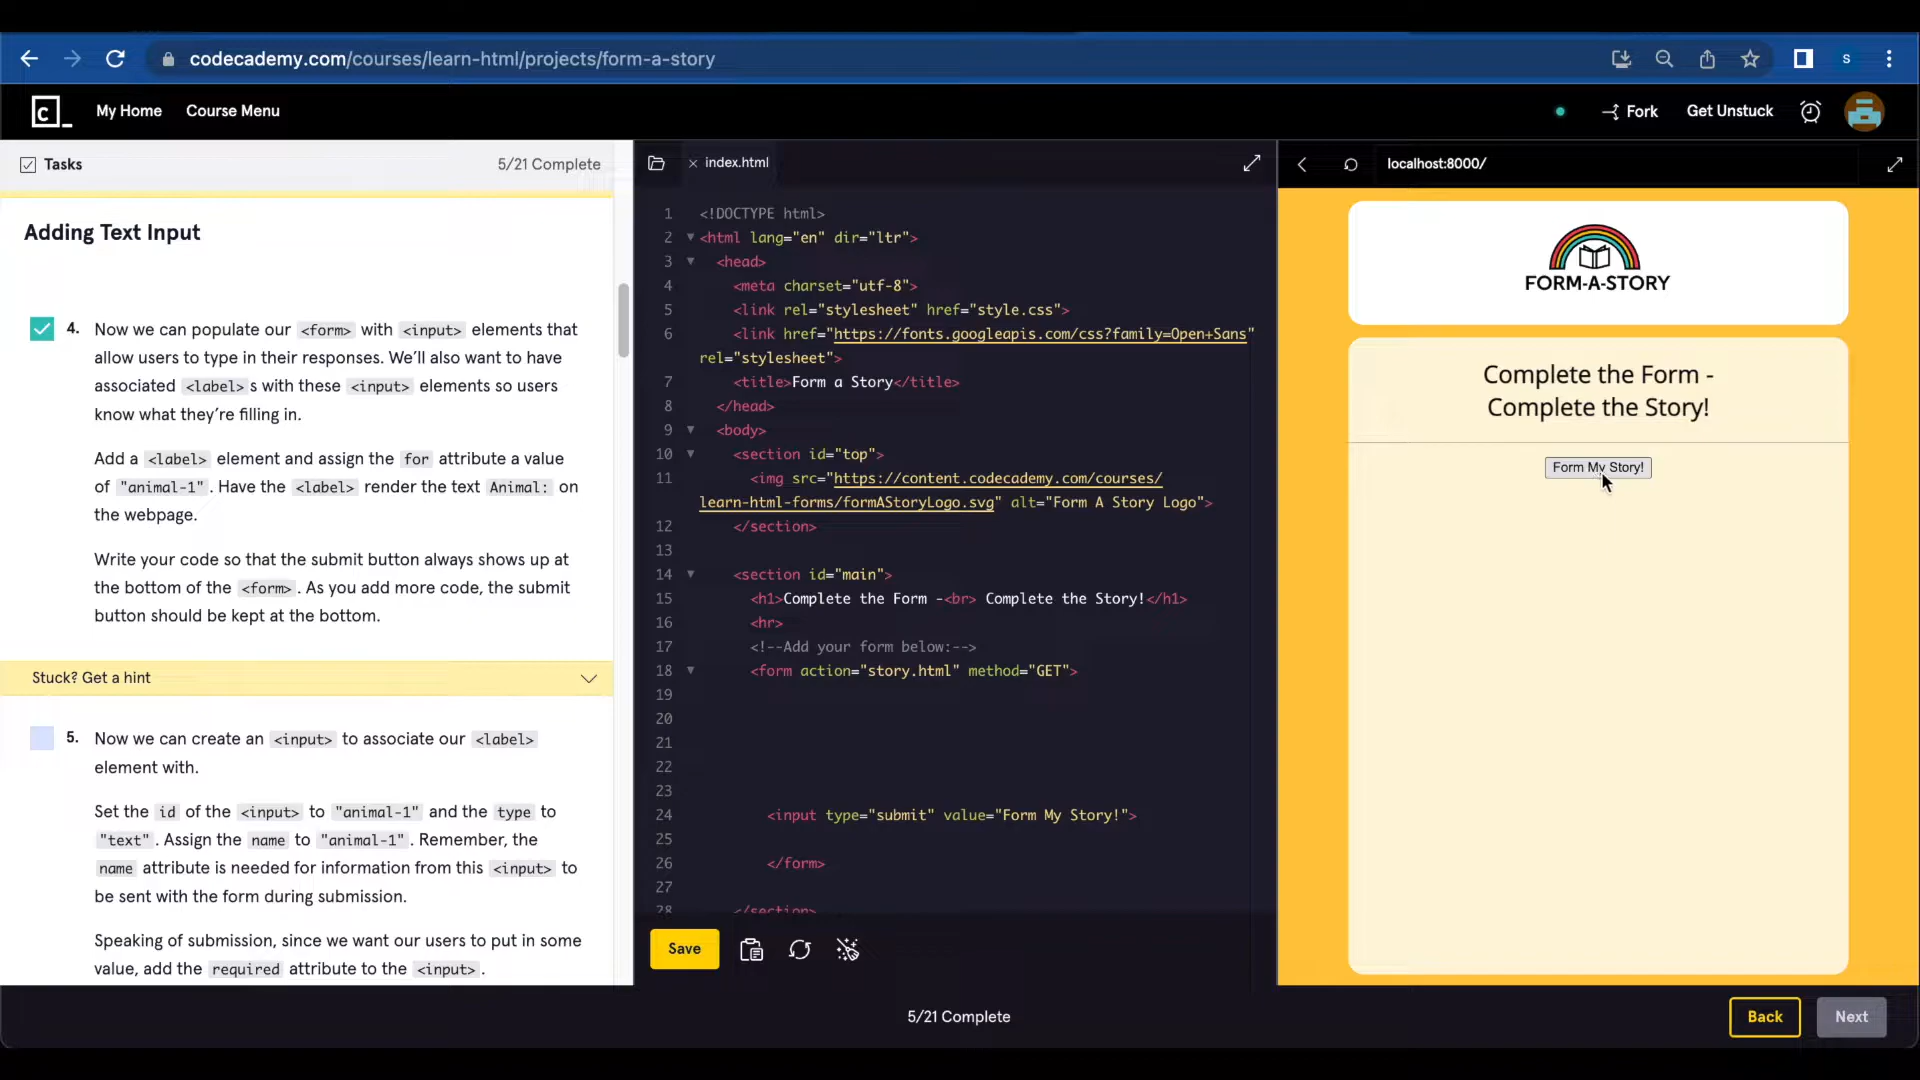 codecademy.com/courses/learn-html/projects/form-a-story
s
c
My Home
Course Menu
Fork
Get Unstuck
Tasks
5/21 Complete
Adding Text Input
4. Now we can populate our <form> with <input> elements that
allow users to type in their responses. We’ll also want to have
associated <label>s with these <input> elements so users
know what they’re filling in.
Add a <label> element and assign the for attribute a value
of "animal-1". Have the <label> render the text Animal: on
the webpage.
Write your code so that the submit button always shows up at
the bottom of the <form>. As you add more code, the submit
button should be kept at the bottom.
Stuck? Get a hint
5. Now we can create an <input> to associate our <label>
element with.
Set the id of the <input> to "animal-1" and the type to
"text". Assign the name to "animal-1". Remember, the
name attribute is needed for information from this <input> to
be sent with the form during submission.
Speaking of submission, since we want our users to put in some
value, add the required attribute to the <input>.
index.html
1 <!DOCTYPE html>
2 <html lang="en" dir="ltr">
3 <head>
4 <meta charset="utf-8">
5 <link rel="stylesheet" href="style.css">
6 <link href="https://fonts.googleapis.com/css?family=Open+Sans"
rel="stylesheet">
7 <title>Form a Story</title>
8 </head>
9 <body>
10 <section id="top">
11 <img src="https://content.codecademy.com/courses/
learn-html-forms/formAStoryLogo.svg" alt="Form A Story Logo">
12 </section>
13
14 <section id="main">
15 <h1>Complete the Form -<br> Complete the Story!</h1>
16 <hr>
17 <!--Add your form below:-->
18 <form action="story.html" method="GET">
19
20
21
22
23
24 <input type="submit" value="Form My Story!">
25
26 </form>
27
28 </section>
Save
localhost:8000/
FORM-A-STORY
Complete the Form -
Complete the Story!
Form My Story!
5/21 Complete
Back
Next